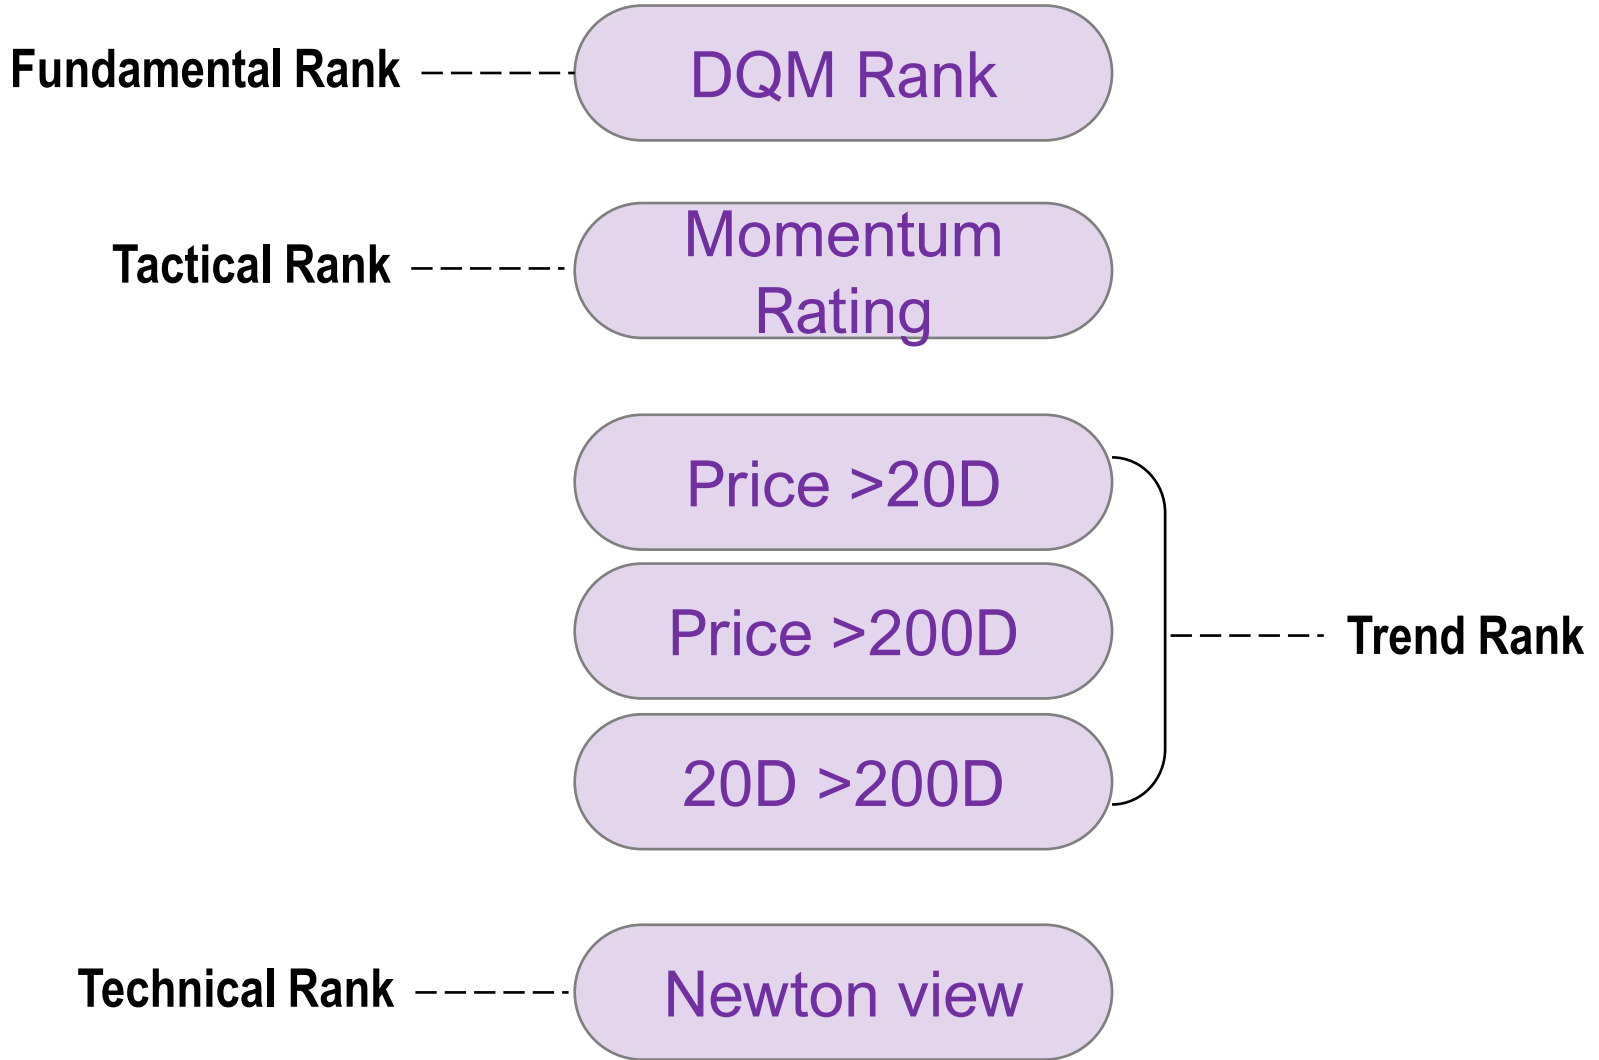 Fundamental Rank
DQM Rank
Tactical Rank
Momentum
Rating
Price >20D
Price >200D
20D >200D
Trend Rank
Technical Rank
Newton view